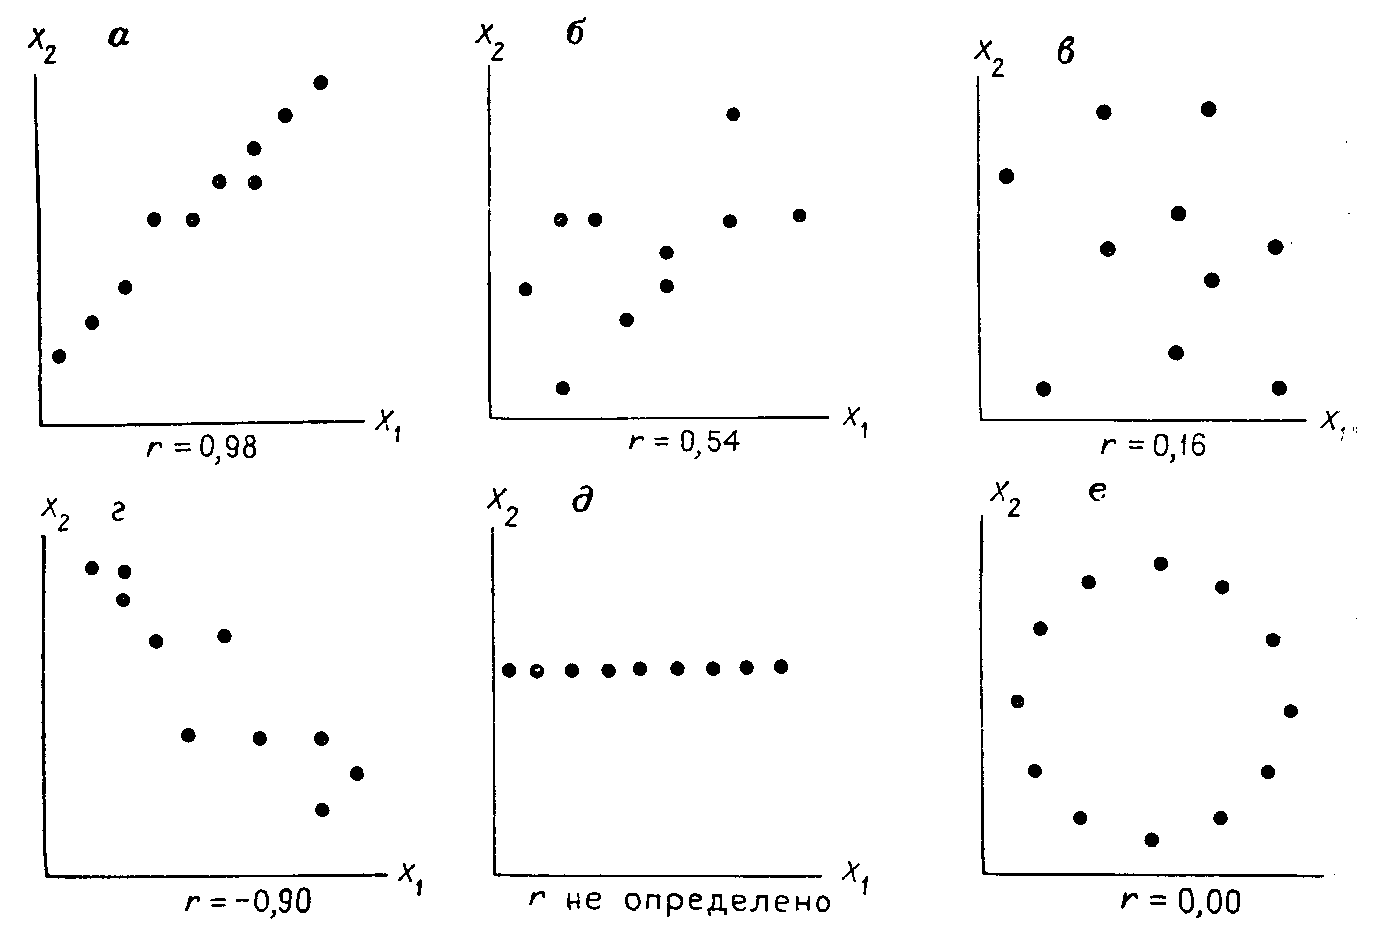 X2 а
X1
r = 0,98
X2 б
X1
r = 0,54
X2 в
X1
r = 0,16
X2 г
X1
r = -0,90
X2 д
X1
r не определено
X2 е
r = 0,00